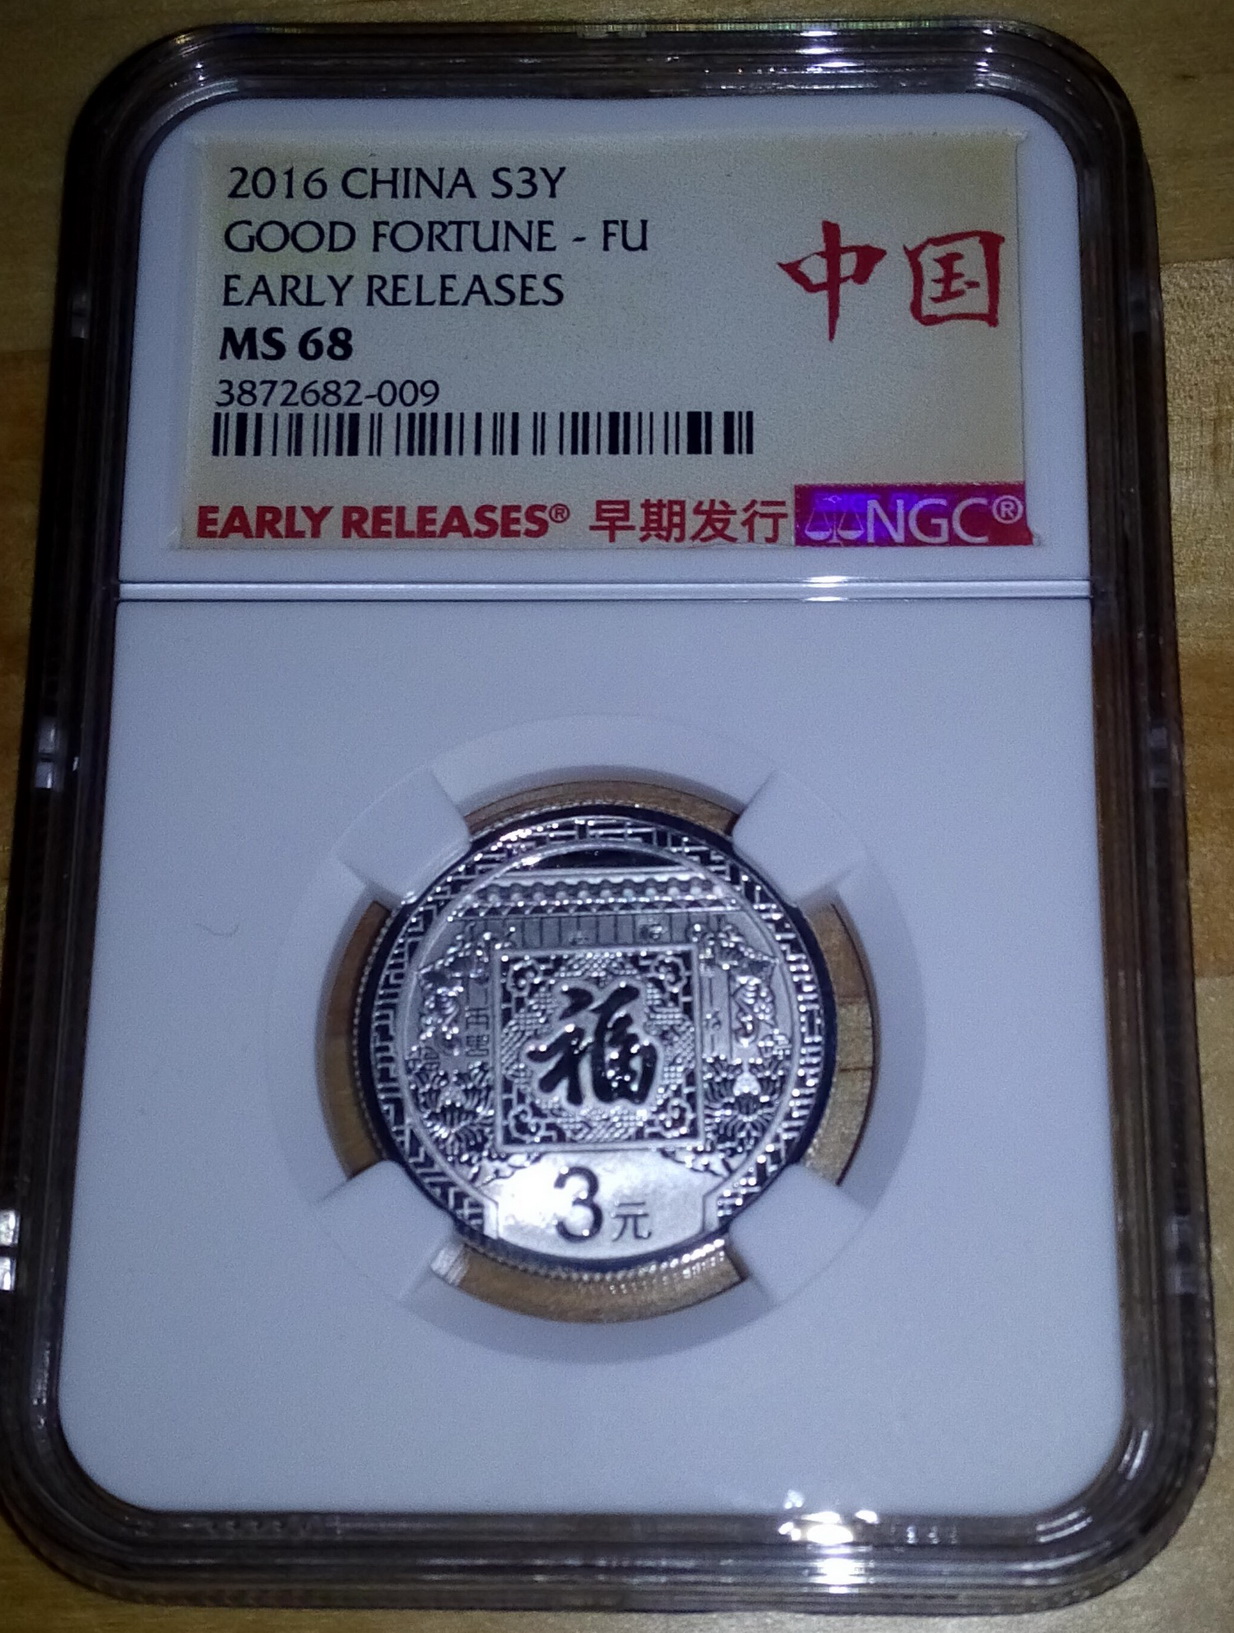 2016 CHINA S3Y
GOOD FORTUNE - FU
EARLY RELEASES
MS 68
3872682-009
中国
EARLY RELEASES® 早期发行 NGC®
福
3元